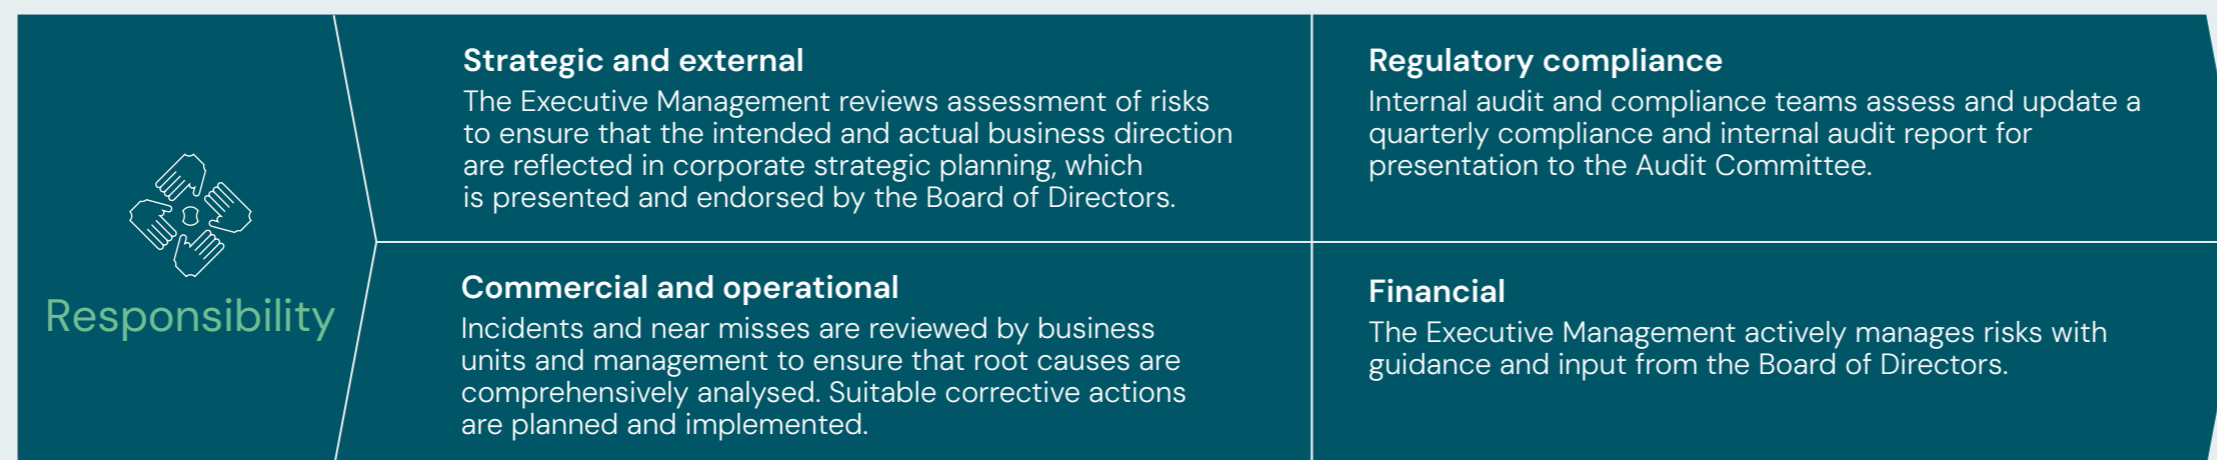 Responsibility
Strategic and external
The Executive Management reviews assessment of risks
to ensure that the intended and actual business direction
are reflected in corporate strategic planning, which
is presented and endorsed by the Board of Directors.
Regulatory compliance
Internal audit and compliance teams assess and update a
quarterly compliance and internal audit report for
presentation to the Audit Committee.
Commercial and operational
Incidents and near misses are reviewed by business
units and management to ensure that root causes are
comprehensively analysed. Suitable corrective actions
are planned and implemented.
Financial
The Executive Management actively manages risks with
guidance and input from the Board of Directors.